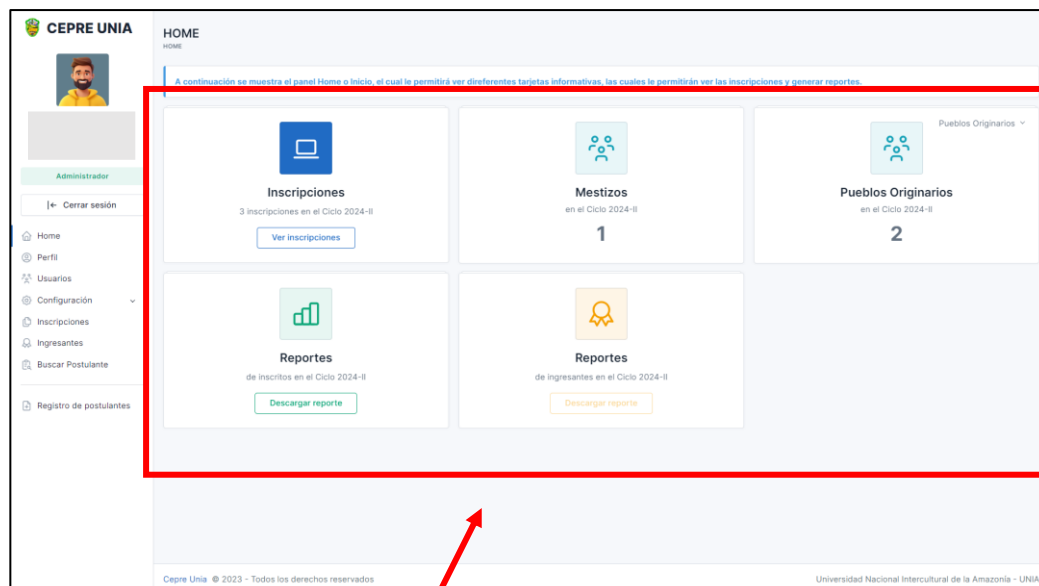 CEPRE UNIA
Administrador
Cerrar sesión
Home
Perfil
Usuarios
Configuración
Inscripciones
Ingresantes
Buscar Postulante
Registro de postulantes
HOME
HOME
A continuación se muestra el panel Home o Inicio, el cual le permitirá ver direferentes tarjetas informativas, las cuales le permitirán ver las inscripciones y generar reportes.
Inscripciones
3 inscripciones en el Ciclo 2024-II
Ver inscripciones
Mestizos
en el Ciclo 2024-II
1
Pueblos Originarios
Pueblos Originarios
en el Ciclo 2024-II
2
Reportes
de inscritos en el Ciclo 2024-II
Descargar reporte
Reportes
de ingresantes en el Ciclo 2024-II
Descargar reporte
Cepre Unia © 2023 - Todos los derechos reservados
Universidad Nacional Intercultural de la Amazonía - UNIA